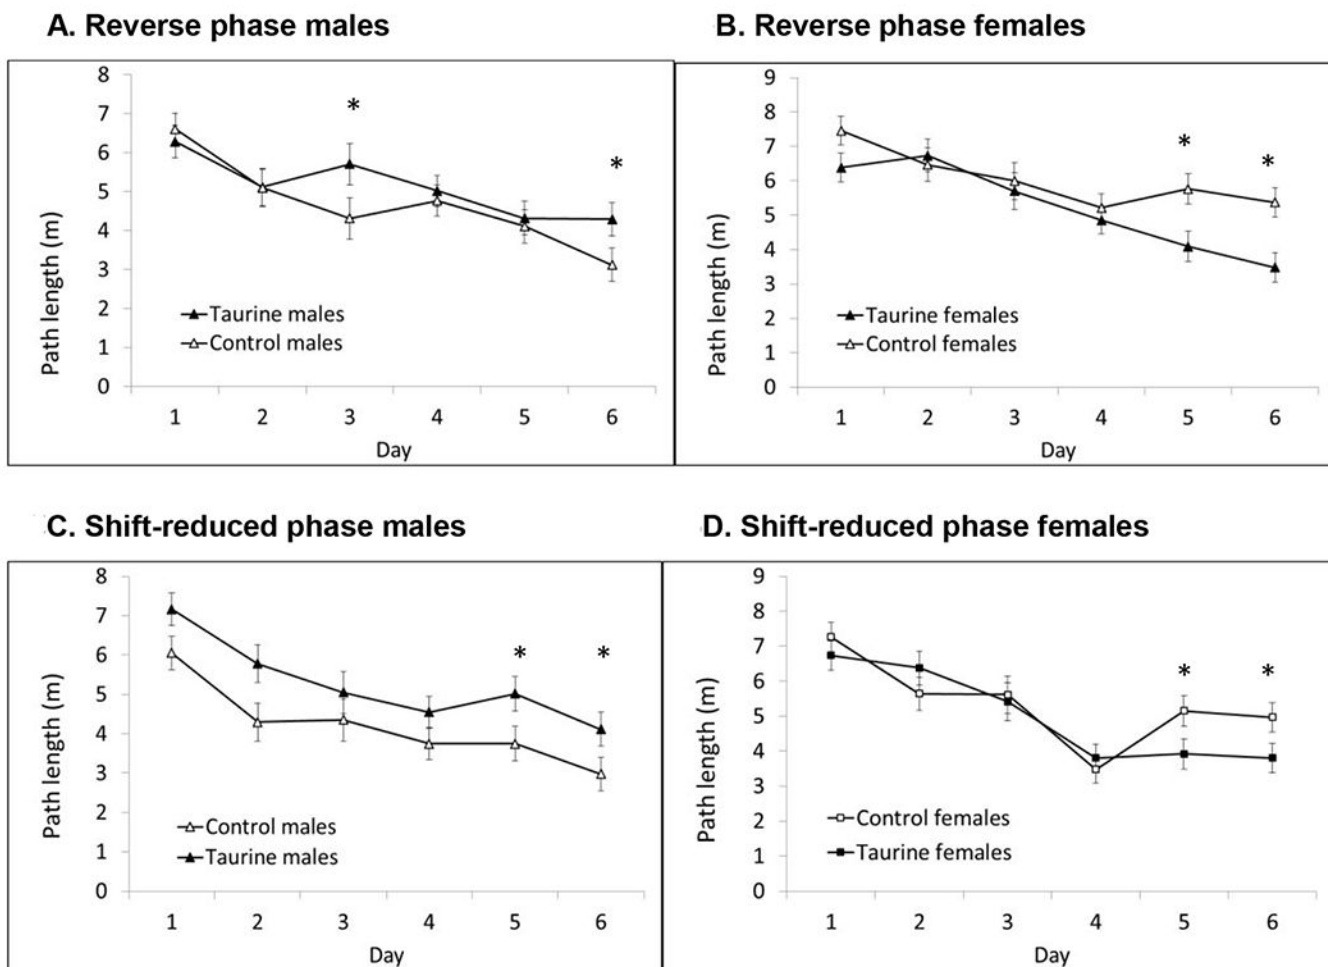 A. Reverse phase males
8
7
6
5
4
3
2
1
0
Path length (m)
*
*
Taurine males
Control males
1 2 3 4 5 6
Day
B. Reverse phase females
9
8
7
6
5
4
3
2
1
0
Path length (m)
*
*
Taurine females
Control females
1 2 3 4 5 6
Day
C. Shift-reduced phase males
8
7
6
5
4
3
2
1
0
Path length (m)
*
*
Control males
Taurine males
1 2 3 4 5 6
Day
D. Shift-reduced phase females
9
8
7
6
5
4
3
2
1
0
Path length (m)
*
*
Control females
Taurine females
1 2 3 4 5 6
Day